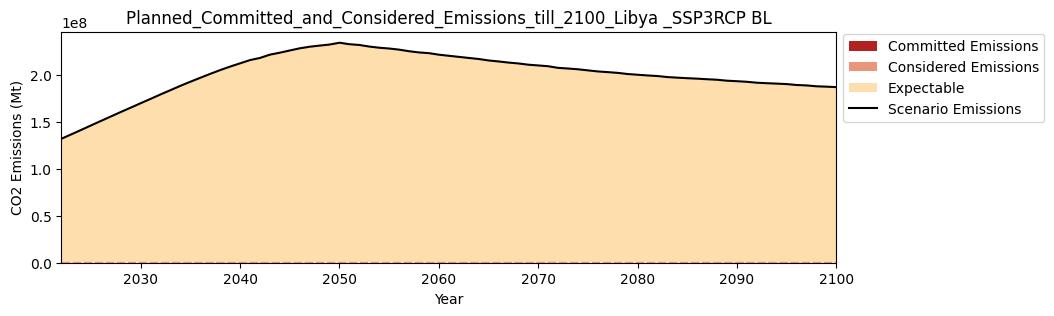 Planned_Committed_and_Considered_Emissions_till_2100_Libya _SSP3RCP BL
1e8
Committed Emissions
Considered Emissions
Expectable
Scenario Emissions
2.0
1.5
1.0
0.5
0.0
CO2 Emissions (Mt)
2030 2040 2050 2060 2070 2080 2090 2100
Year